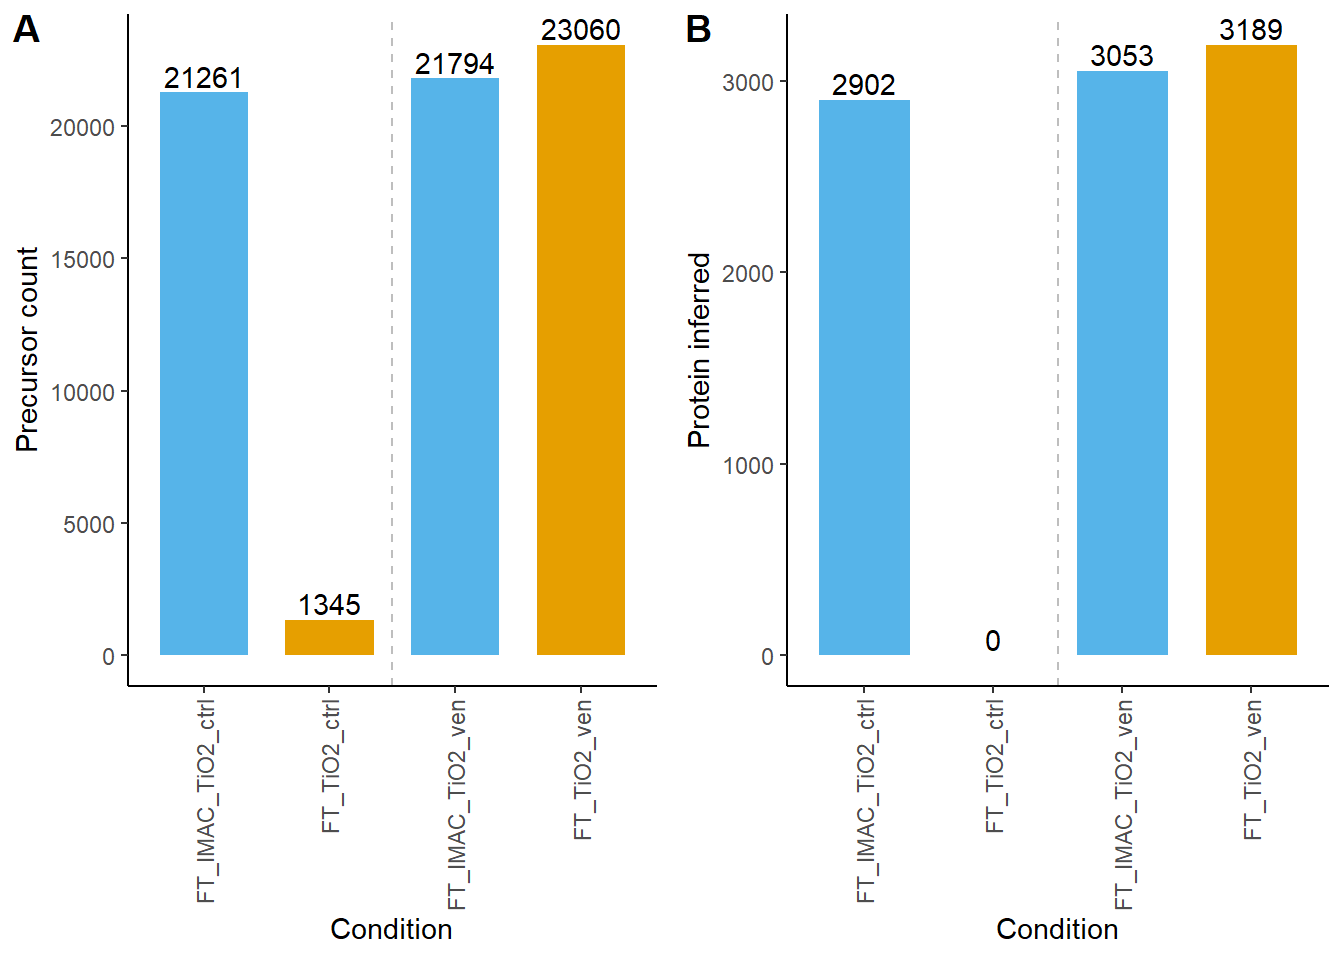 A
Precursor count
20000
15000
10000
5000
0
21261
1345
21794
23060
FT_IMAC_TiO2_ctrl
FT_TiO2_ctrl
FT_IMAC_TiO2_ven
FT_TiO2_ven
Condition
B
Protein inferred
3000
2000
1000
0
2902
0
3053
3189
FT_IMAC_TiO2_ctrl
FT_TiO2_ctrl
FT_IMAC_TiO2_ven
FT_TiO2_ven
Condition